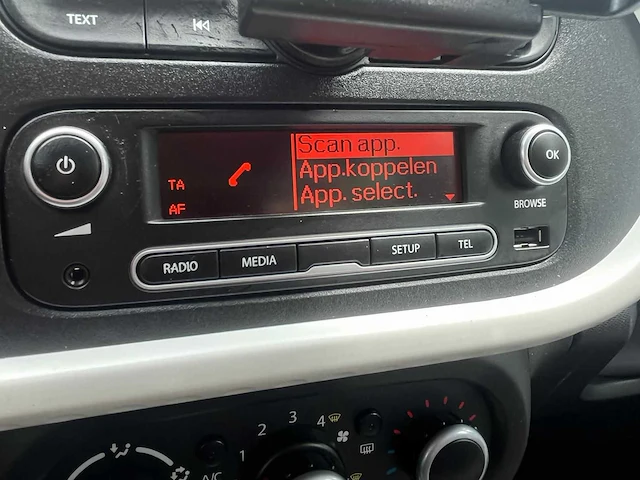 TEXT
Scan app.
App.koppelen
App. select.
TA
AF
OK
BROWSE
RADIO
MEDIA
SETUP
TEL
1
2
3
4
A/C